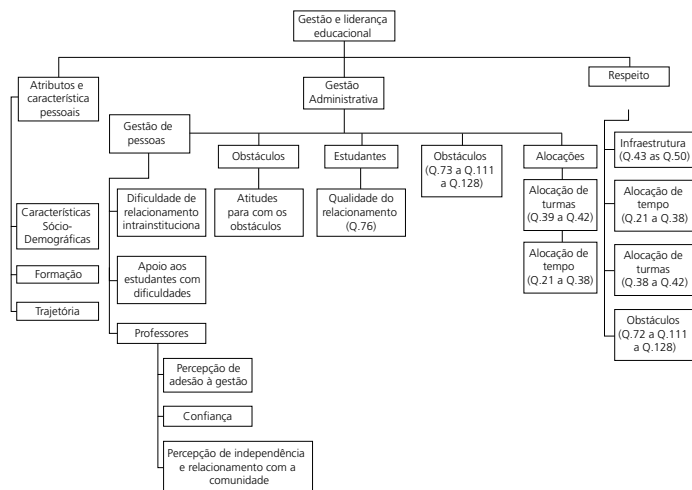 Gestão e liderança
educacional
Atributos e
característica
pessoais
Gestão
Administrativa
Respeito
Gestão de
pessoas
Obstáculos
Estudantes
Obstáculos
(Q.73 a Q.111
a Q.128)
Alocações
Infraestrutura
(Q.43 as Q.50)
Características
Sócio-
Demográficas
Dificuldade de
relacionamento
intrainstituciona
Atitudes
para com os
obstáculos
Qualidade do
relacionamento
(Q.76)
Alocação de
turmas
(Q.39 a Q.42)
Alocação de
tempo
(Q.21 a Q.38)
Formação
Apoio aos
estudantes com
dificuldades
Alocação de
tempo
(Q.21 a Q.38)
Alocação de
turmas
(Q.38 a Q.42)
Trajetória
Professores
Obstáculos
(Q.72 a Q.111
a Q.128)
Percepção de
adesão à gestão
Confiança
Percepção de independência
e relacionamento com a
comunidade